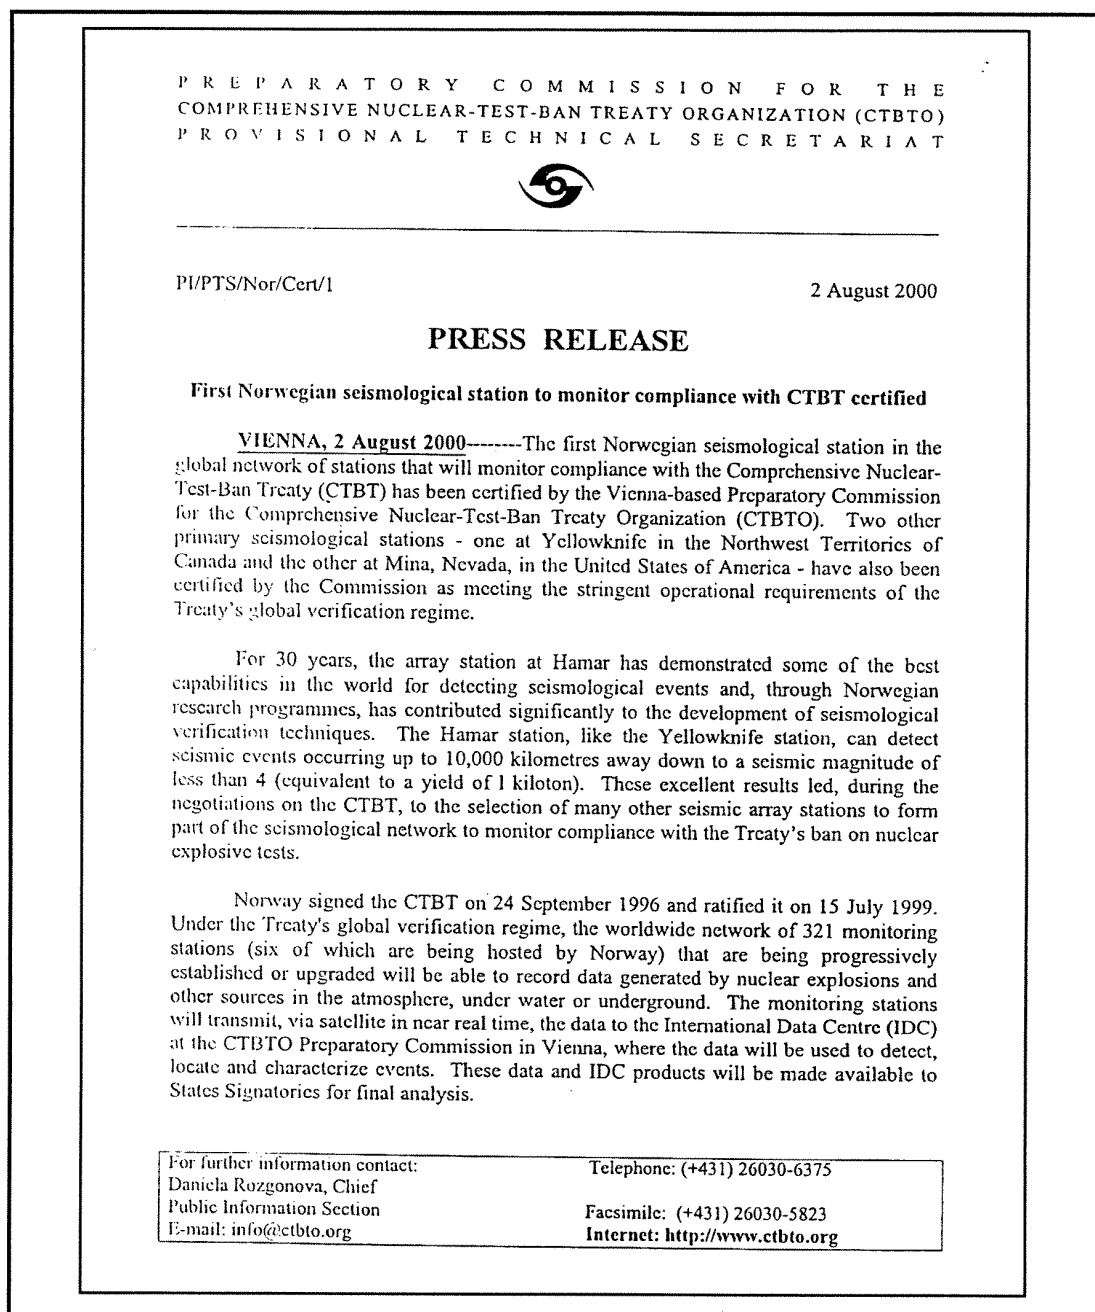 PREPARATORY COMMISSION FOR THE
COMPREHENSIVE NUCLEAR-TEST-BAN TREATY ORGANIZATION (CTBTO)
PROVISIONAL TECHNICAL SECRETARIAT
PI/PTS/Nor/Cert/1
2 August 2000
PRESS RELEASE
First Norwegian seismological station to monitor compliance with CTBT certified
VIENNA, 2 August 2000--------The first Norwegian seismological station in the
global network of stations that will monitor compliance with the Comprehensive Nuclear-
Test-Ban Treaty (CTBT) has been certified by the Vienna-based Preparatory Commission
for the Comprehensive Nuclear-Test-Ban Treaty Organization (CTBTO). Two other
primary seismological stations - one at Yellowknife in the Northwest Territories of
Canada and the other at Mina, Nevada, in the United States of America - have also been
certified by the Commission as meeting the stringent operational requirements of the
Treaty's global verification regime.
For 30 years, the array station at Hamar has demonstrated some of the best
capabilities in the world for detecting seismological events and, through Norwegian
research programmes, has contributed significantly to the development of seismological
verification techniques. The Hamar station, like the Yellowknife station, can detect
seismic events occurring up to 10,000 kilometres away down to a seismic magnitude of
less than 4 (equivalent to a yield of 1 kiloton). These excellent results led, during the
negotiations on the CTBT, to the selection of many other seismic array stations to form
part of the seismological network to monitor compliance with the Treaty's ban on nuclear
explosive tests.
Norway signed the CTBT on 24 September 1996 and ratified it on 15 July 1999.
Under the Treaty's global verification regime, the worldwide network of 321 monitoring
stations (six of which are being hosted by Norway) that are being progressively
established or upgraded will be able to record data generated by nuclear explosions and
other sources in the atmosphere, under water or underground. The monitoring stations
will transmit, via satellite in near real time, the data to the International Data Centre (IDC)
at the CTBTO Preparatory Commission in Vienna, where the data will be used to detect,
locate and characterize events. These data and IDC products will be made available to
States Signatories for final analysis.
For further information contact:
Daniela Rozgonova, Chief
Public Information Section
E-mail: info@ctbto.org
Telephone: (+431) 26030-6375
Facsimile: (+431) 26030-5823
Internet: http://www.ctbto.org